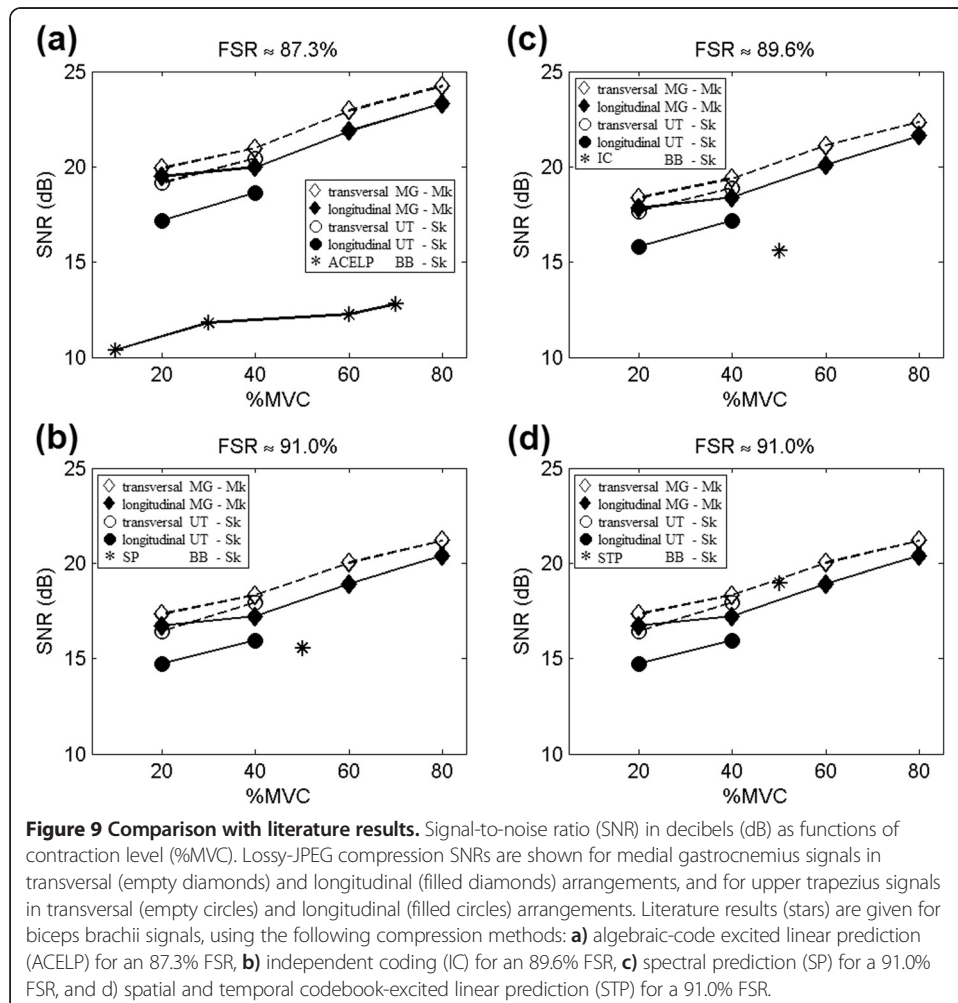 (a)
FSR ≈ 87.3%
SNR (dB)
25
20
15
10
20 40 60 80
%MVC
transversal MG - Mk
longitudinal MG - Mk
transversal UT - Sk
longitudinal UT - Sk
ACELP BB - Sk
(c)
FSR ≈ 89.6%
SNR (dB)
25
20
15
10
20 40 60 80
%MVC
transversal MG - Mk
longitudinal MG - Mk
transversal UT - Sk
longitudinal UT - Sk
IC BB - Sk
(b)
FSR ≈ 91.0%
SNR (dB)
25
20
15
10
20 40 60 80
%MVC
transversal MG - Mk
longitudinal MG - Mk
transversal UT - Sk
longitudinal UT - Sk
SP BB - Sk
(d)
FSR ≈ 91.0%
SNR (dB)
25
20
15
10
20 40 60 80
%MVC
transversal MG - Mk
longitudinal MG - Mk
transversal UT - Sk
longitudinal UT - Sk
STP BB - Sk
Figure 9 Comparison with literature results. Signal-to-noise ratio (SNR) in decibels (dB) as functions of
contraction level (%MVC). Lossy-JPEG compression SNRs are shown for medial gastrocnemius signals in
transversal (empty diamonds) and longitudinal (filled diamonds) arrangements, and for upper trapezius signals
in transversal (empty circles) and longitudinal (filled circles) arrangements. Literature results (stars) are given for
biceps brachii signals, using the following compression methods: a) algebraic-code excited linear prediction
(ACELP) for an 87.3% FSR, b) independent coding (IC) for an 89.6% FSR, c) spectral prediction (SP) for a 91.0%
FSR, and d) spatial and temporal codebook-excited linear prediction (STP) for a 91.0% FSR.